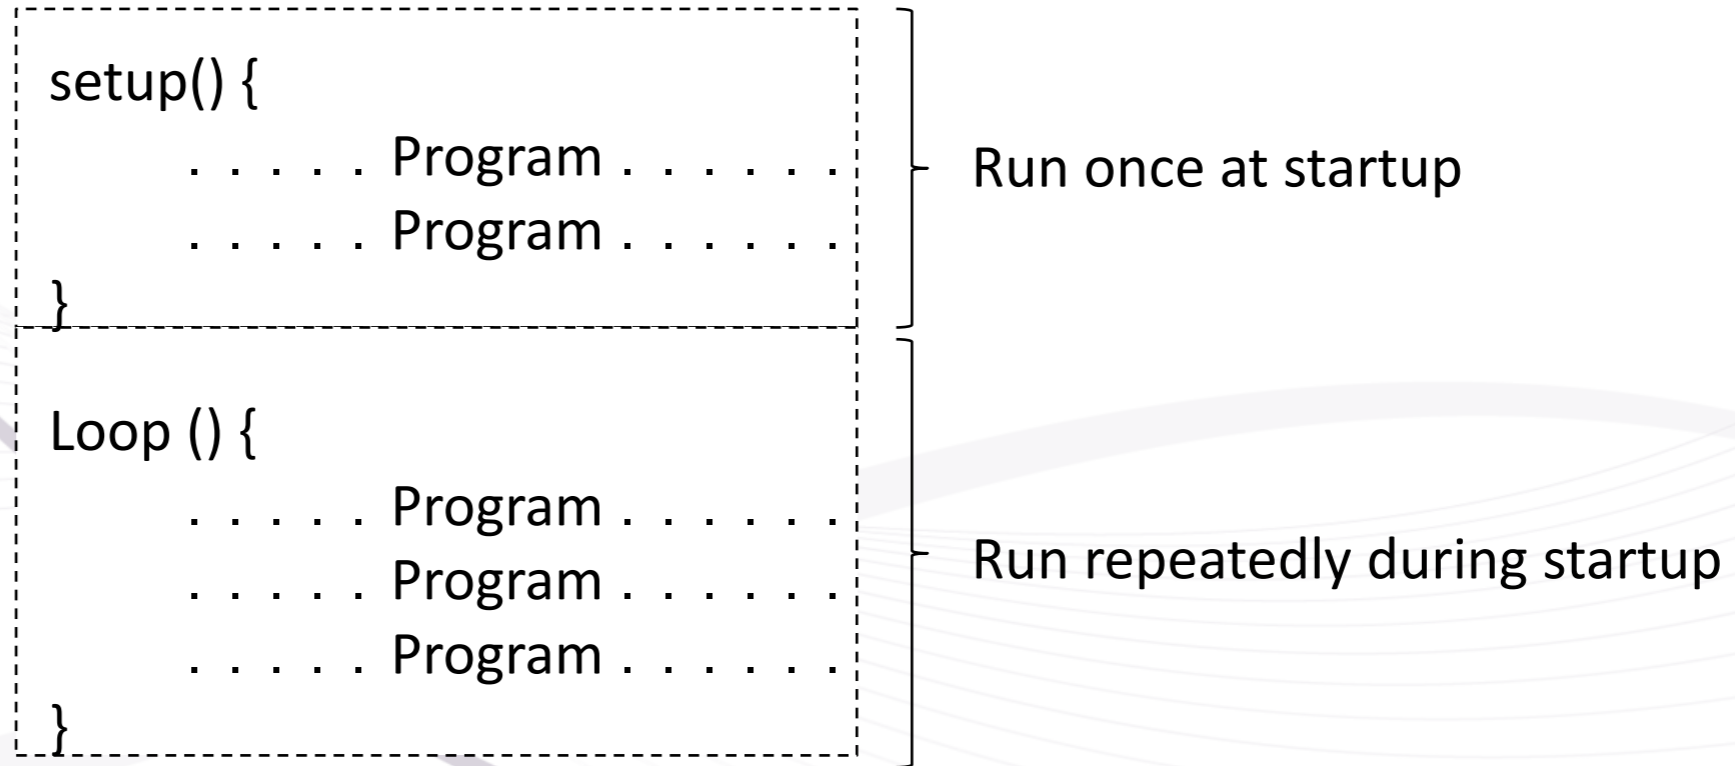 setup() {
. . . . . Program . . . . . .
. . . . . Program . . . . . .
}
Run once at startup
Loop () {
. . . . . Program . . . . . .
. . . . . Program . . . . . .
. . . . . Program . . . . . .
}
Run repeatedly during startup